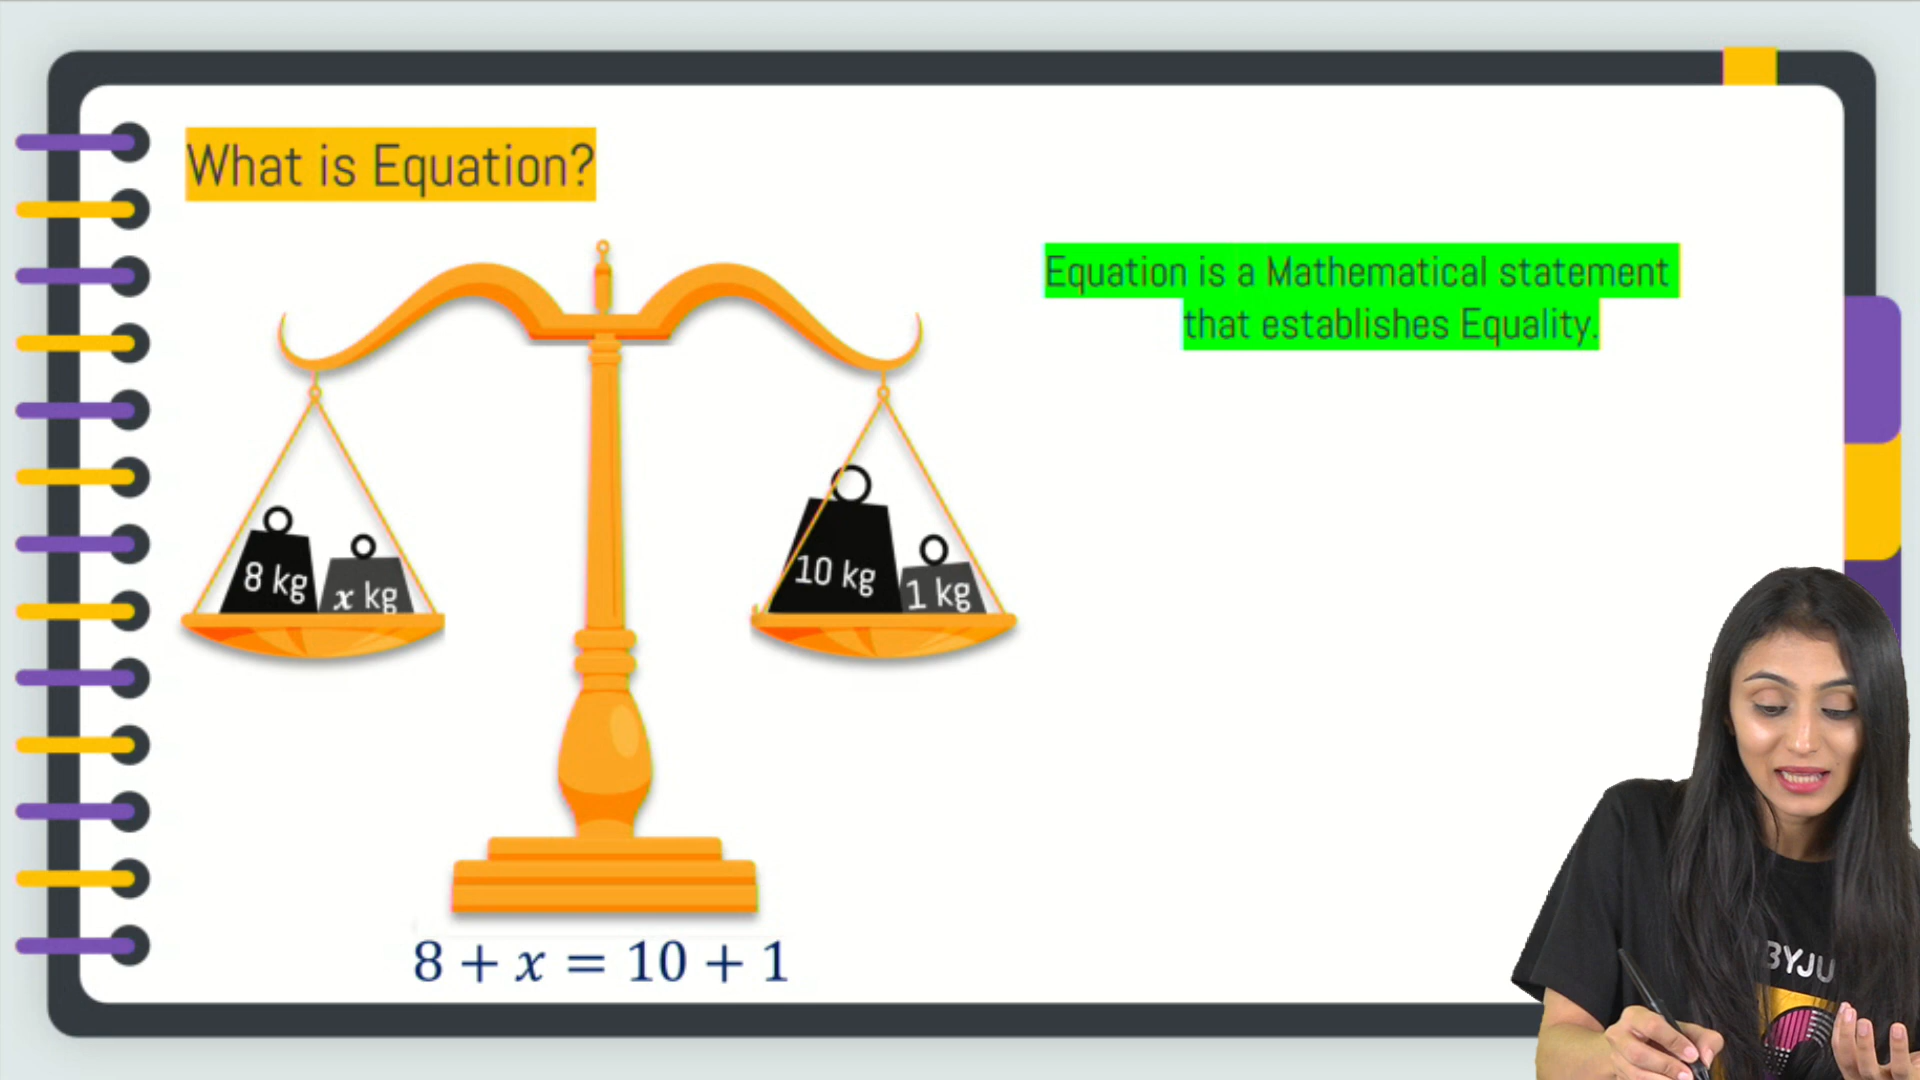 What is Equation?
Equation is a Mathematical statement
that establishes Equality.
8 kg
x kg
10 kg
1 kg
8 + x = 10 + 1
BYJU